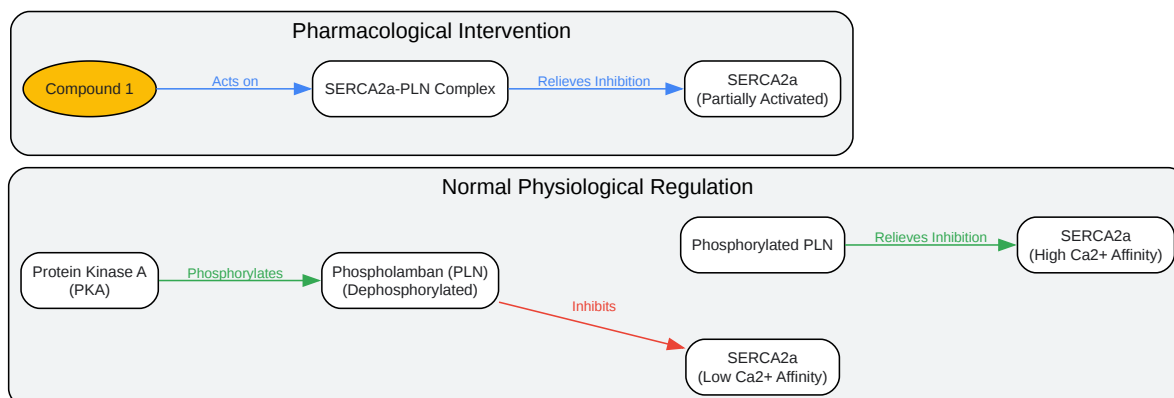 Pharmacological Intervention
Compound 1
Acts on
SERCA2a-PLN Complex
Relieves Inhibition
SERCA2a
(Partially Activated)
Normal Physiological Regulation
Protein Kinase A
(PKA)
Phosphorylates
Phospholamban (PLN)
(Dephosphorylated)
Inhibits
SERCA2a
(Low Ca2+ Affinity)
Phosphorylated PLN
Relieves Inhibition
SERCA2a
(High Ca2+ Affinity)